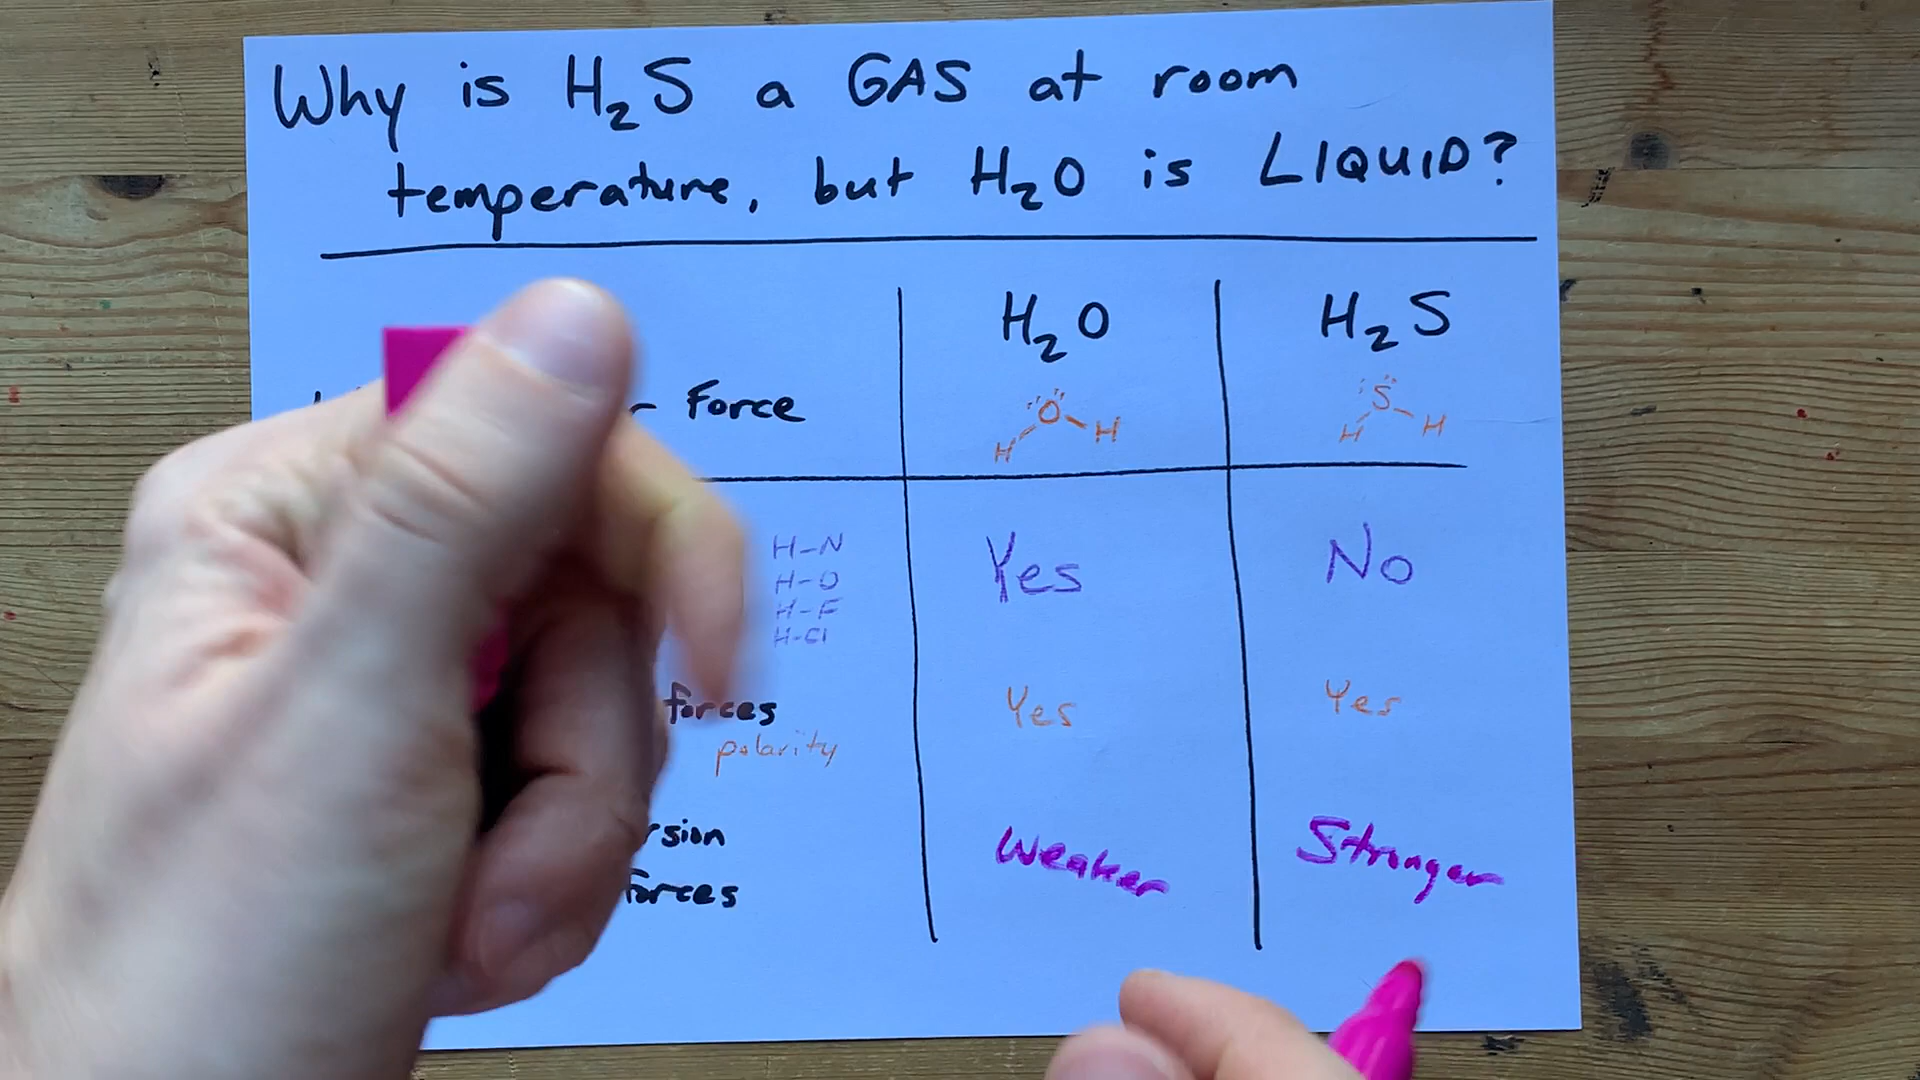 Why is H₂S a GAS at room
temperature, but H₂O is LIQUID?
H₂O
H₂S
Force
O
H
H
S
H
H
H-N
H-O
H-F
H-Cl
Yes
No
forces
polarity
Yes
Yes
Weaker
Stronger
forces